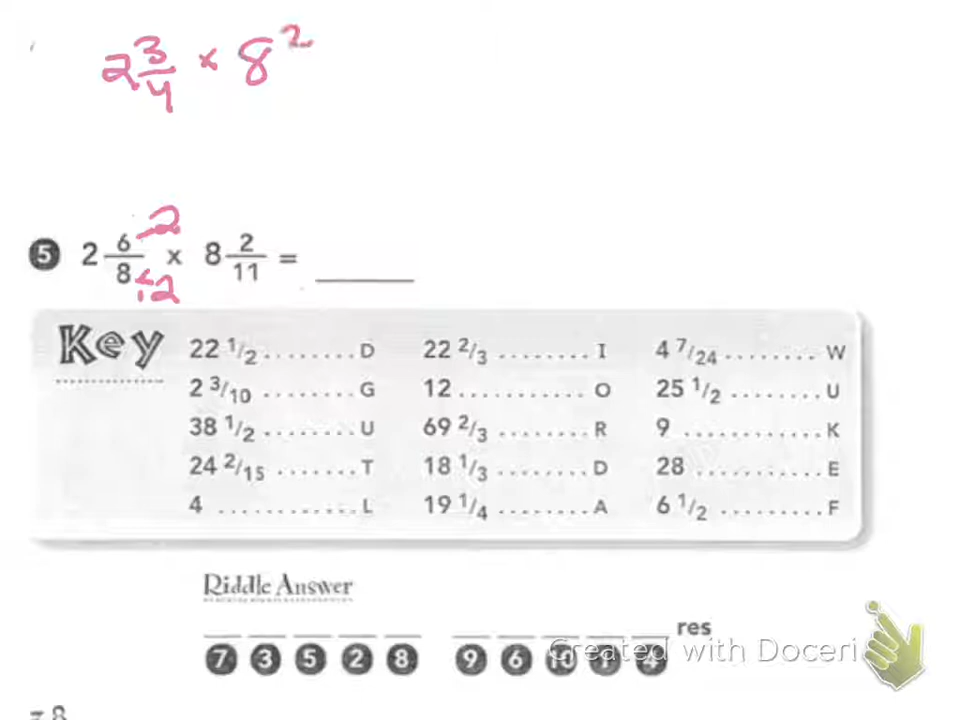 2 3/4 × 8 2
5 2 6/8 ÷2 ÷2 x 8 2/11 = ______
Key
22 1/2 ........ D 22 2/3 ........ I 4 7/24 ........ W
2 3/10 ........ G 12 ........... O 25 1/2 ........ U
38 1/2 ........ U 69 2/3 ........ R 9 ............ K
24 2/15 ....... T 18 1/3 ........ D 28 ........... E
4 ............ L 19 1/4 ........ A 6 1/2 ......... F
Riddle Answer
res
7 3 5 2 8 9 6 10 4
Created with Doceri